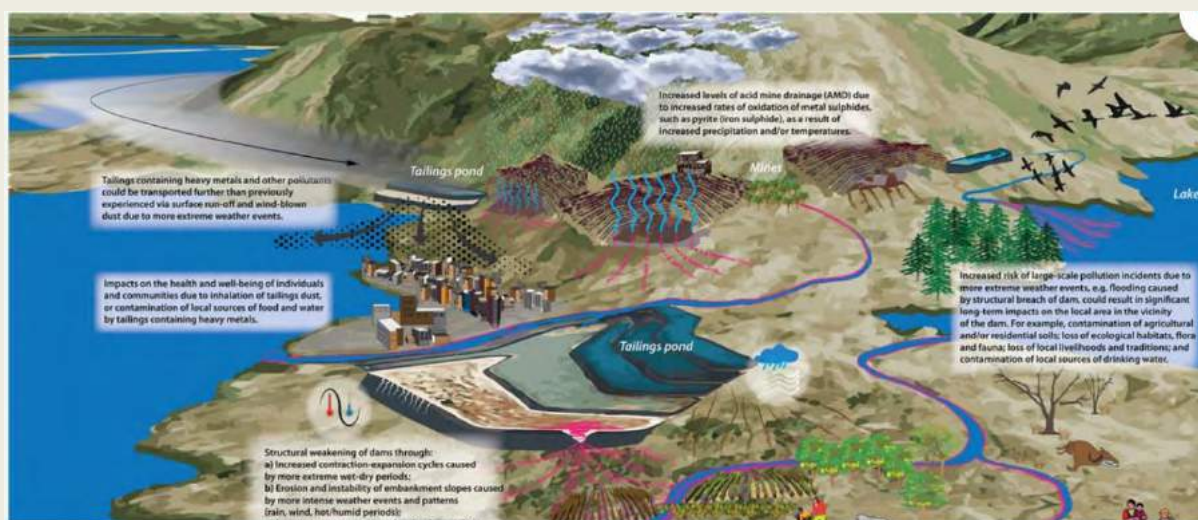 Increased levels of acid mine drainage (AMD) due
to increased rates of oxidation of metal sulphides,
such as pyrite (iron sulphide), as a result of
increased precipitation and/or temperatures.
Tailings pond
Mines
Tailings containing heavy metals and other pollutants
could be transported further than previously
experienced via surface run-off and wind-blown
dust due to more extreme weather events.
Lake
Impacts on the health and well-being of individuals
and communities due to inhalation of tailings dust,
or contamination of local sources of food and water
by tailings containing heavy metals.
Increased risk of large-scale pollution incidents due to
more extreme weather events, e.g. flooding caused
by structural breach of dam, could result in significant
long-term impacts on the local area in the vicinity
of the dam. For example, contamination of agricultural
and/or residential soils; loss of ecological habitats, flora
and fauna; loss of local livelihoods and traditions; and
contamination of local sources of drinking water.
Tailings pond
Structural weakening of dams through:
a) Increased contraction-expansion cycles caused
by more extreme wet-dry periods;
b) Erosion and instability of embankment slopes caused
by more intense weather events and patterns
(rain, wind, hot/humid periods);